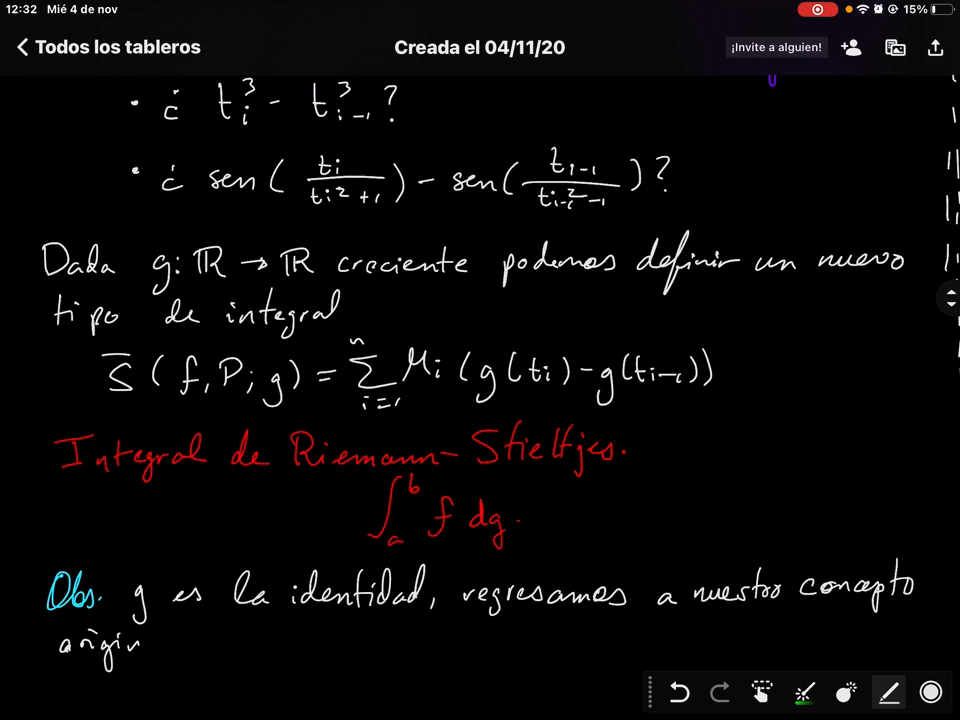 12:32 Mié 4 de nov 15%
Todos los tableros Creada el 04/11/20 ¡Invite a alguien!
· ¿ t_i^3 - t_{i-1}^3 ?
· ¿ sen( t_i / t_i^2 + 1 ) - sen( t_{i-1} / t_{i-1}^2 - 1 ) ?
Dada g: ℝ → ℝ creciente podemos definir un nuevo
tipo de integral
S̄ (f, P; g) = ∑_{i=1}^n M_i (g(t_i) - g(t_{i-1}))
Integral de Riemann - Stieltjes.
∫_a^b f dg.
Obs. g es la identidad, regresamos a nuestro concepto
origin